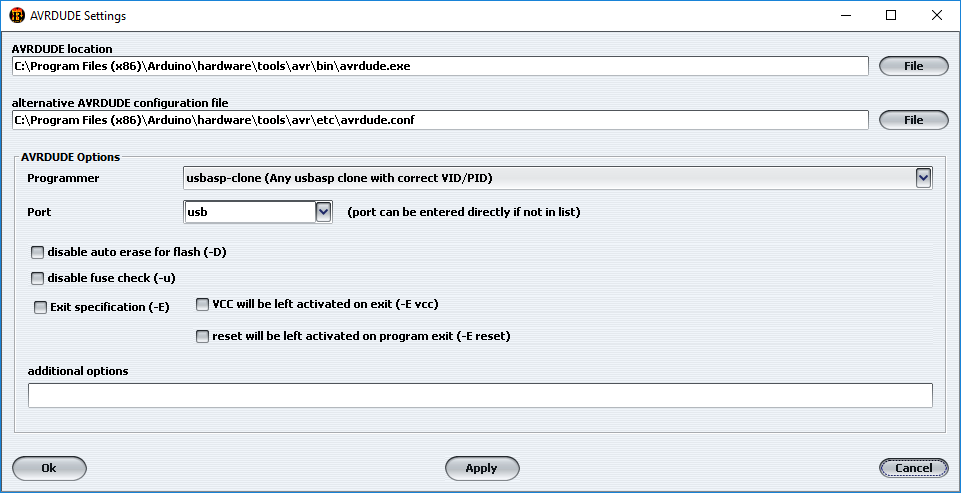 AVRDUDE Settings
AVRDUDE location
C:\Program Files (x86)\Arduino\hardware\tools\avr\bin\avrdude.exe
File
alternative AVRDUDE configuration file
C:\Program Files (x86)\Arduino\hardware\tools\avr\etc\avrdude.conf
File
AVRDUDE Options
Programmer
usbasp-clone (Any usbasp clone with correct VID/PID)
Port
usb
(port can be entered directly if not in list)
disable auto erase for flash (-D)
disable fuse check (-u)
Exit specification (-E)
VCC will be left activated on exit (-E vcc)
reset will be left activated on program exit (-E reset)
additional options
Ok
Apply
Cancel